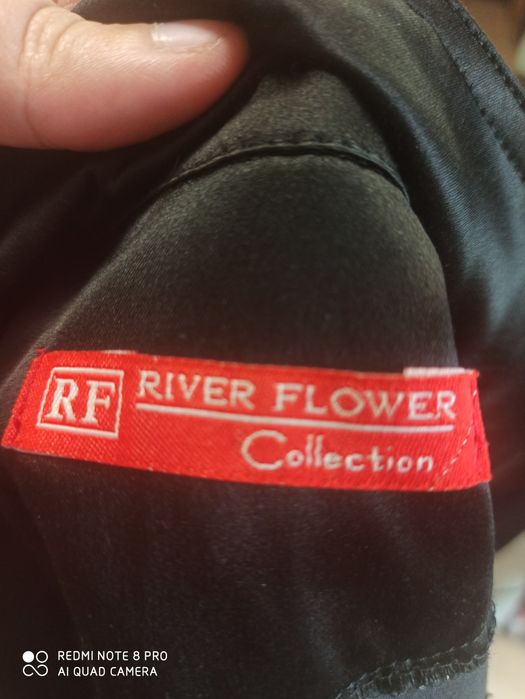 RF
RIVER FLOWER
Collection
REDMI NOTE 8 PRO
AI QUAD CAMERA